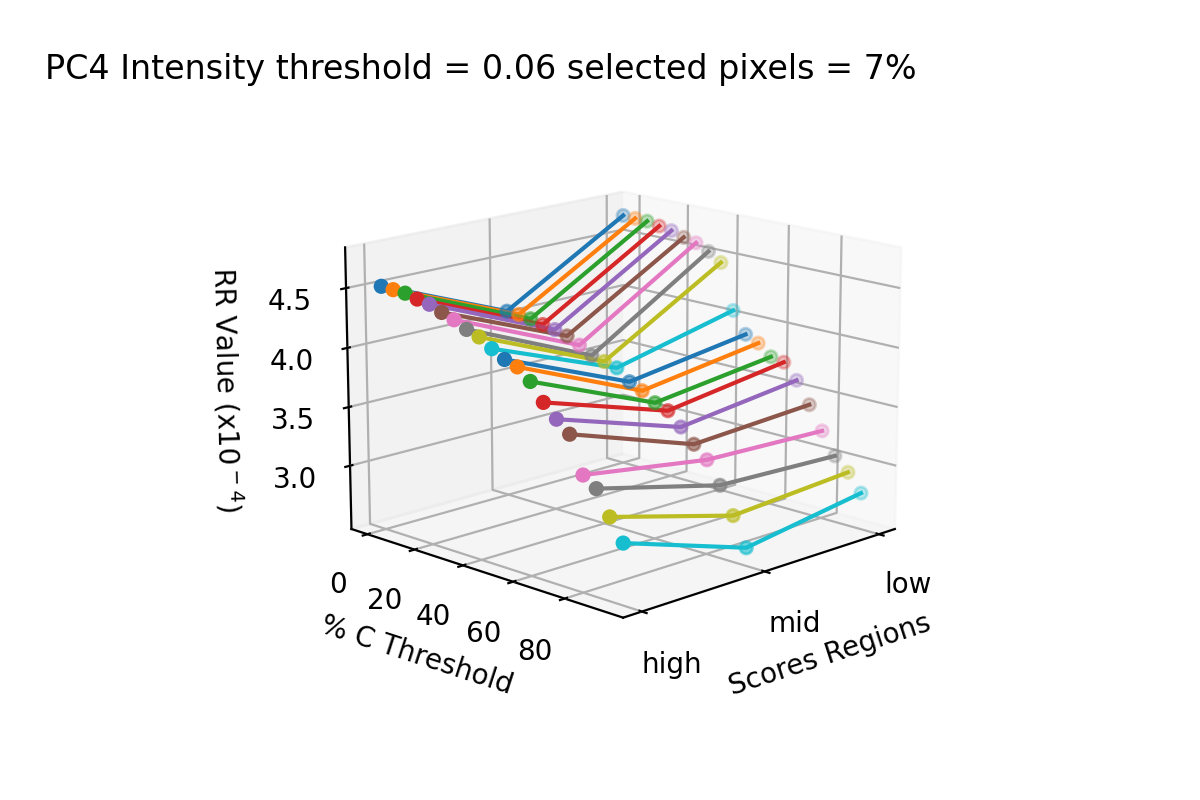 PC4 Intensity threshold = 0.06 selected pixels = 7%
RR Value (x10⁻⁴)
4.5
4.0
3.5
3.0
0
20
40
60
80
% C Threshold
high
mid
low
Scores Regions